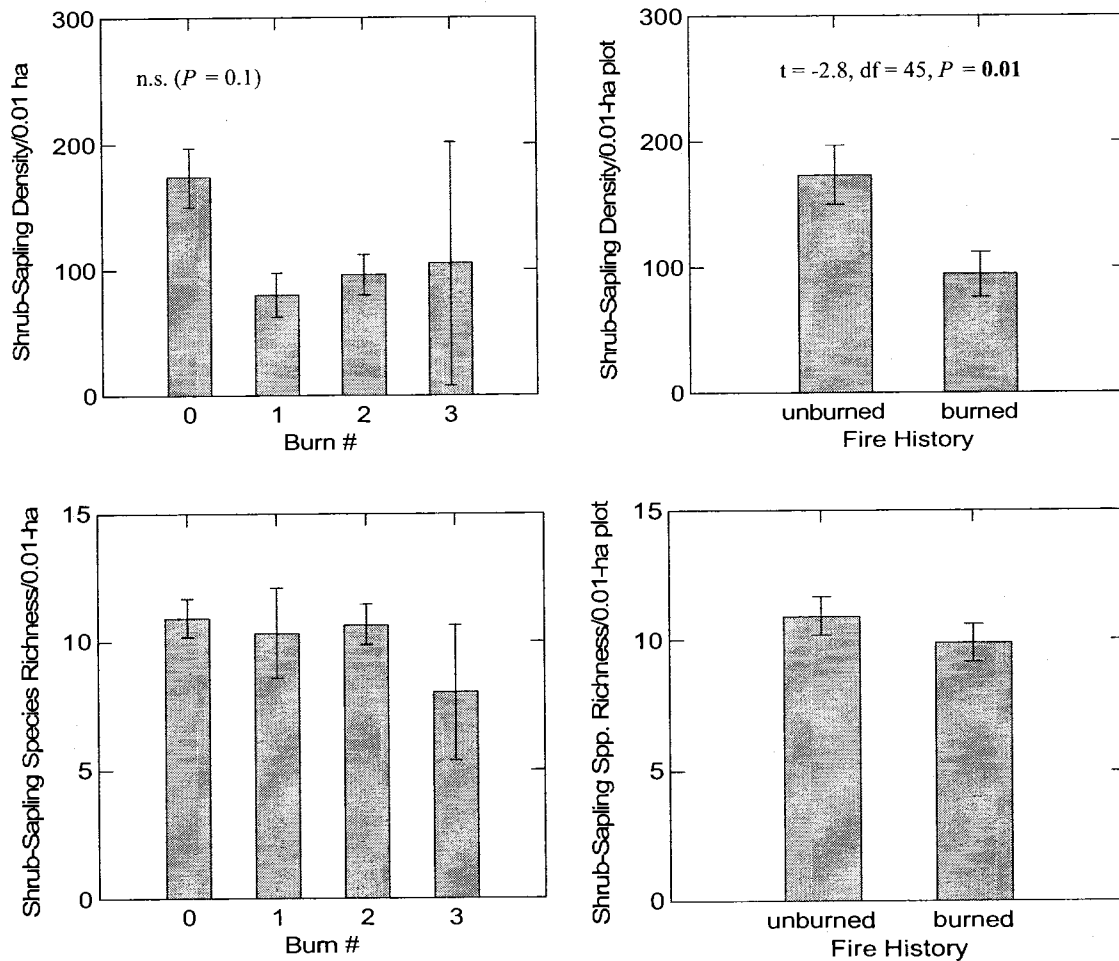 Shrub-Sapling Density/0.01 ha
300
200
100
0
n.s. (P = 0.1)
0 1 2 3
Burn #
Shrub-Sapling Density/0.01-ha plot
300
200
100
0
t = -2.8, df = 45, P = 0.01
unburned burned
Fire History
Shrub-Sapling Species Richness/0.01-ha
15
10
5
0
0 1 2 3
Burn #
Shrub-Sapling Spp. Richness/0.01-ha plot
15
10
5
0
unburned burned
Fire History